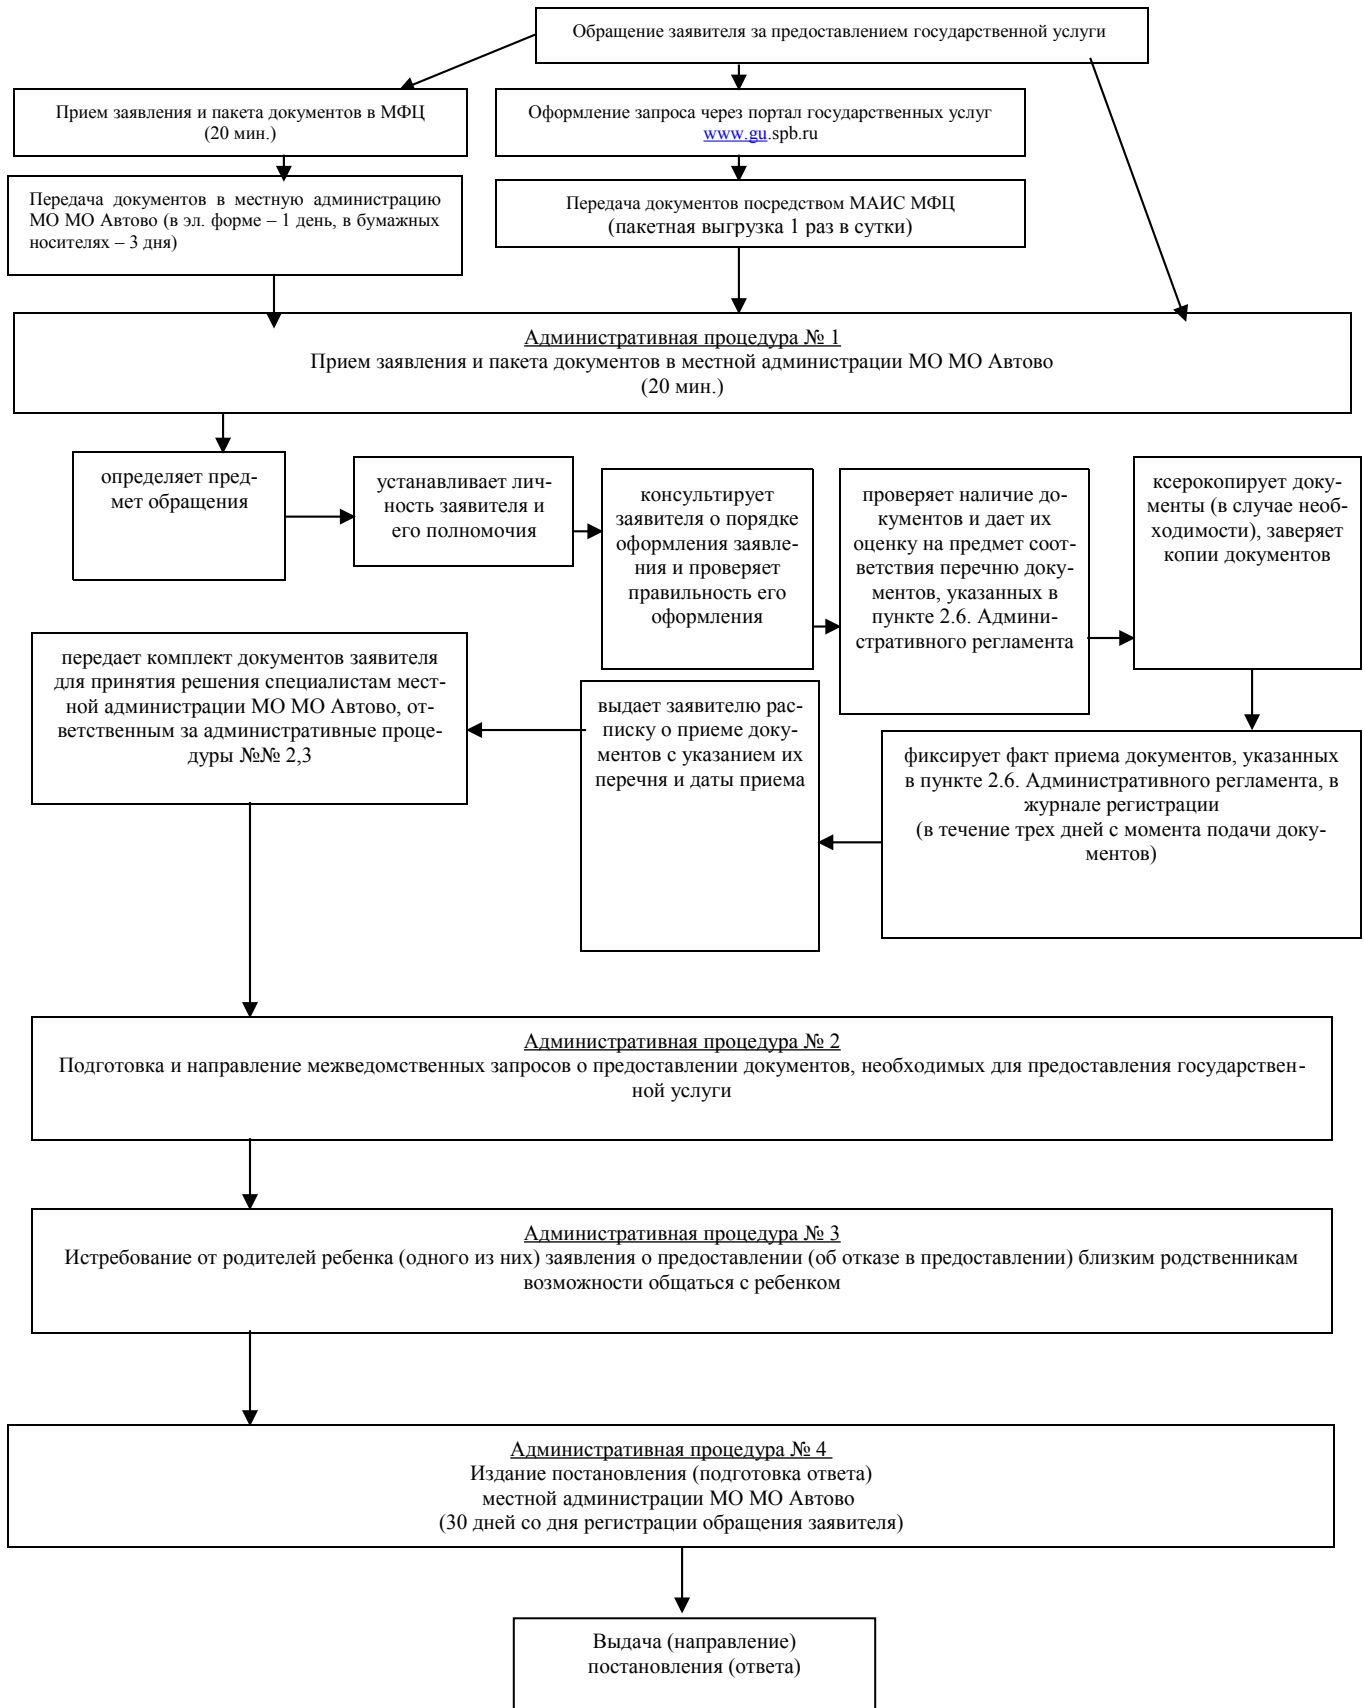 Обращение заявителя за предоставлением государственной услуги
Прием заявления и пакета документов в МФЦ
(20 мин.)
Оформление запроса через портал государственных услуг
www.gu.spb.ru
Передача документов в местную администрацию
МО МО Автово (в эл. форме – 1 день, в бумажных
носителях – 3 дня)
Передача документов посредством МАИС МФЦ
(пакетная выгрузка 1 раз в сутки)
Административная процедура № 1
Прием заявления и пакета документов в местной администрации МО МО Автово
(20 мин.)
определяет пред-
мет обращения
устанавливает лич-
ность заявителя и
его полномочия
консультирует
заявителя о порядке
оформления заявле-
ния и проверяет
правильность его
оформления
проверяет наличие до-
кументов и дает их
оценку на предмет соот-
ветствия перечню доку-
ментов, указанных в
пункте 2.6. Админи-
стративного регламента
ксерокопирует доку-
менты (в случае необ-
ходимости), заверяет
копии документов
фиксирует факт приема документов, указанных
в пункте 2.6. Административного регламента, в
журнале регистрации
(в течение трех дней с момента подачи доку-
ментов)
выдает заявителю рас-
писку о приеме доку-
ментов с указанием их
перечня и даты приема
передает комплект документов заявителя
для принятия решения специалистам мест-
ной администрации МО МО Автово, от-
ветственным за административные проце-
дуры №№ 2,3
Административная процедура № 2
Подготовка и направление межведомственных запросов о предоставлении документов, необходимых для предоставления государствен-
ной услуги
Административная процедура № 3
Истребование от родителей ребенка (одного из них) заявления о предоставлении (об отказе в предоставлении) близким родственникам
возможности общаться с ребенком
Административная процедура № 4
Издание постановления (подготовка ответа)
местной администрации МО МО Автово
(30 дней со дня регистрации обращения заявителя)
Выдача (направление)
постановления (ответа)